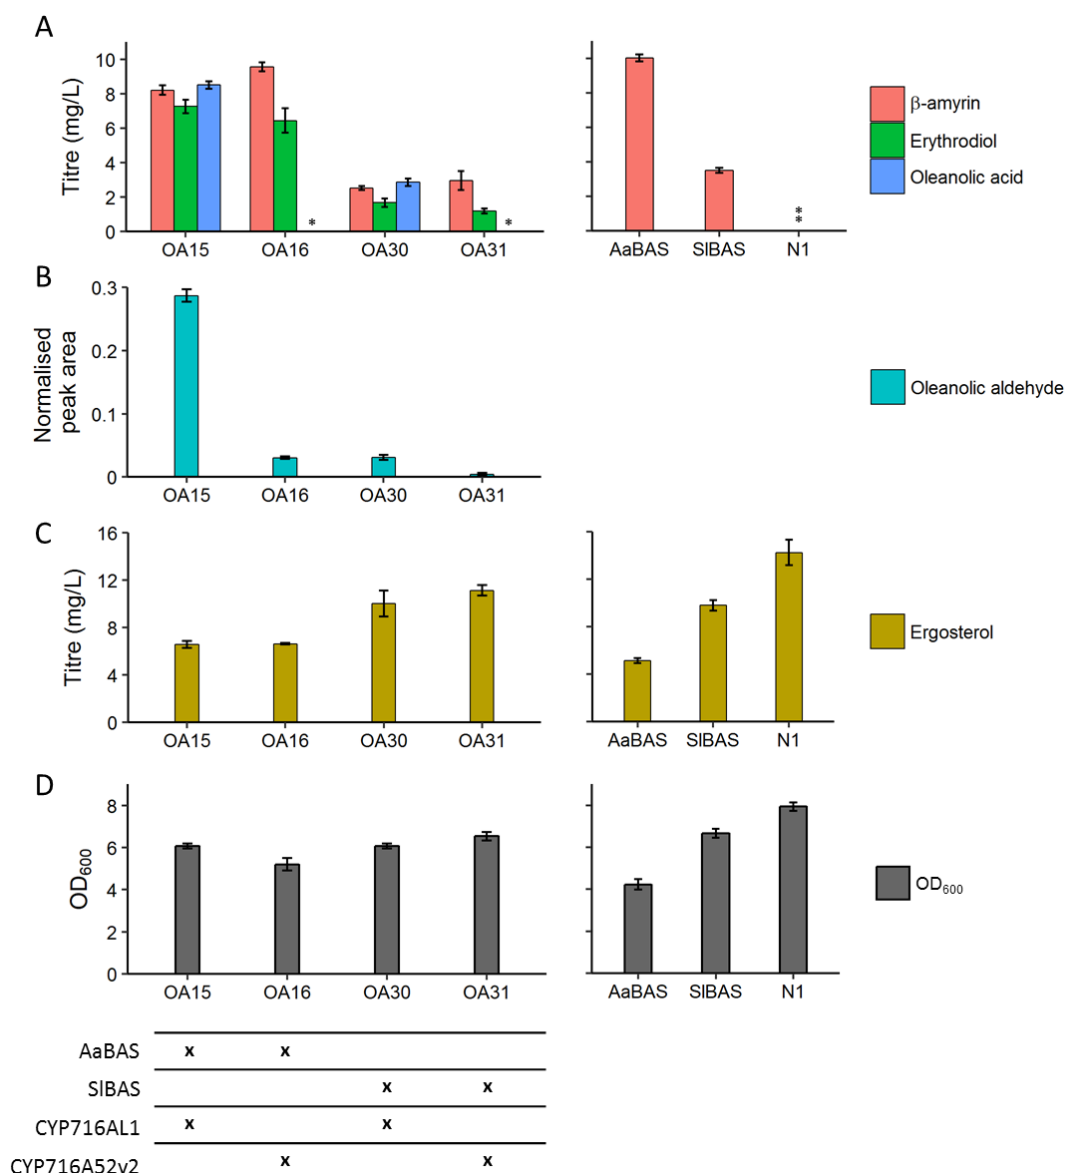 A
Titre (mg/L)
10
8
6
4
2
0
*
*
OA15 OA16 OA30 OA31
*
*
AaBAS SlBAS N1
β-amyrin
Erythrodiol
Oleanolic acid
B
Normalised
peak area
0.3
0.2
0.1
0
OA15 OA16 OA30 OA31
Oleanolic aldehyde
C
Titre (mg/L)
16
12
8
4
0
OA15 OA16 OA30 OA31
AaBAS SlBAS N1
Ergosterol
D
OD600
8
6
4
2
0
OA15 OA16 OA30 OA31
AaBAS SlBAS N1
OD600
AaBAS x x
SlBAS x x
CYP716AL1 x x
CYP716A52v2 x x